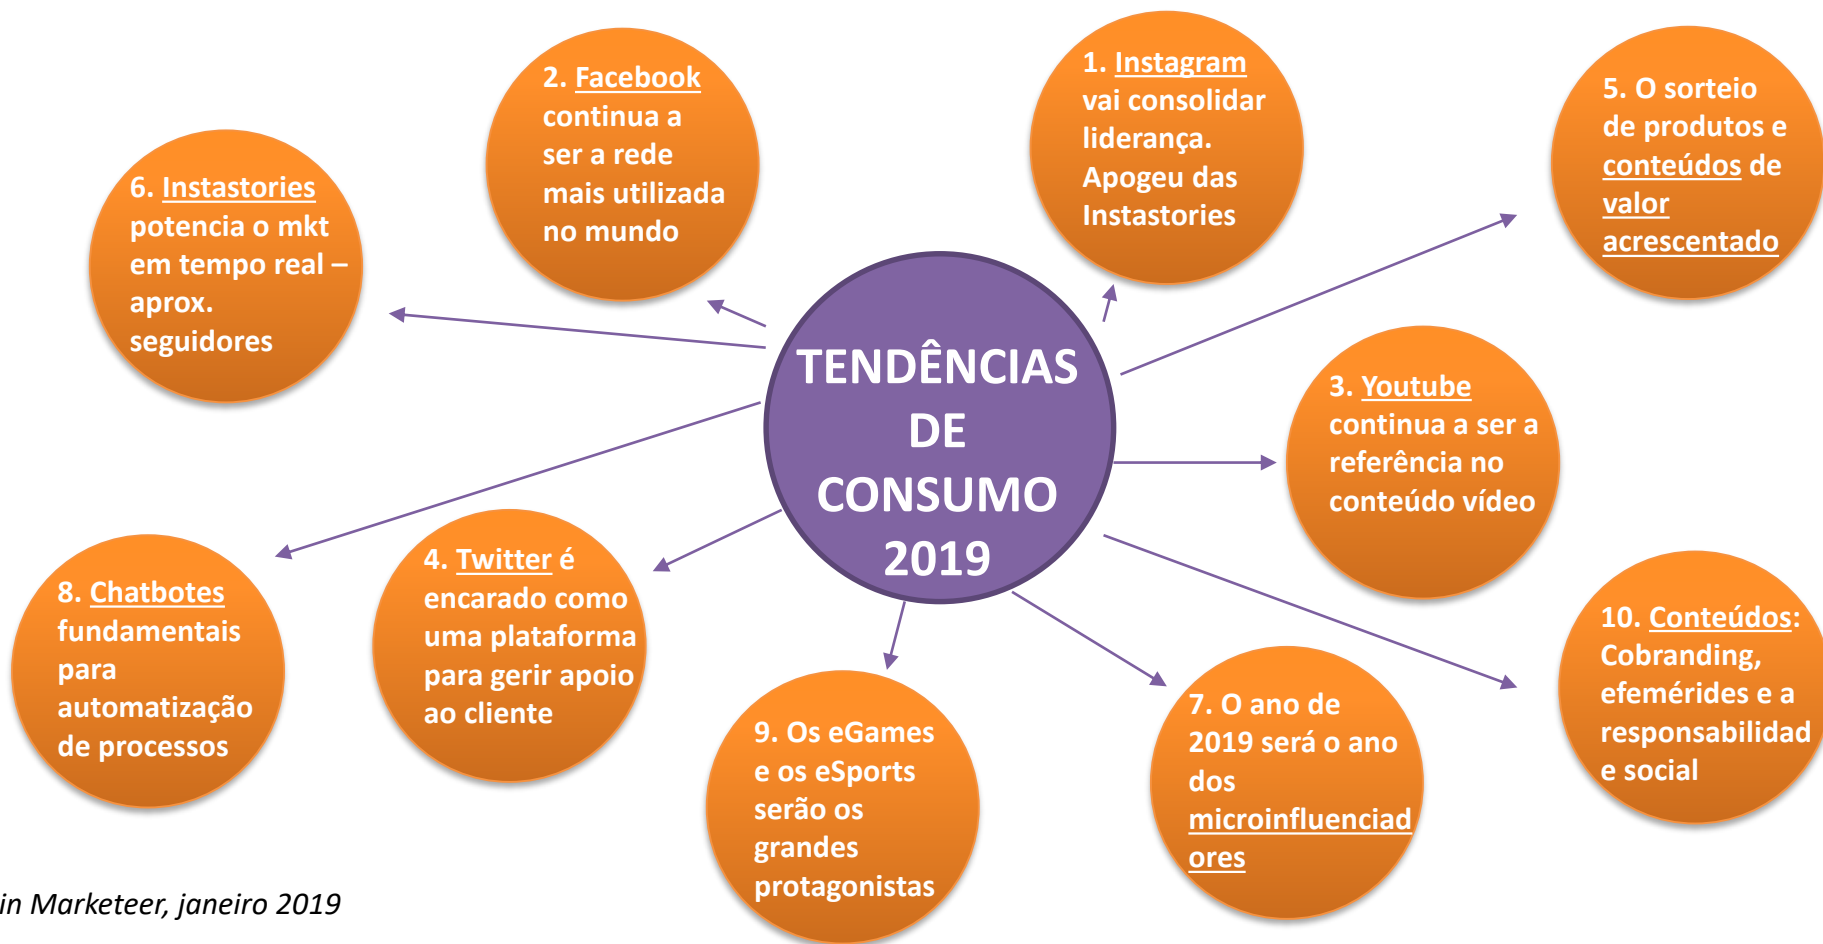 2. Facebook
continua a
ser a rede
mais utilizada
no mundo
1. Instagram
vai consolidar
liderança.
Apogeu das
Instastories
5. O sorteio
de produtos e
conteúdos de
valor
acrescentado
6. Instastories
potencia o mkt
em tempo real –
aprox.
seguidores
TENDÊNCIAS
DE
CONSUMO
2019
3. Youtube
continua a ser a
referência no
conteúdo vídeo
8. Chatbotes
fundamentais
para
automatização
de processos
4. Twitter é
encarado como
uma plataforma
para gerir apoio
ao cliente
9. Os eGames
e os eSports
serão os
grandes
protagonistas
7. O ano de
2019 será o ano
dos
microinfluenciad
ores
10. Conteúdos:
Cobranding,
efemérides e a
responsabilidad
e social
in Marketeer, janeiro 2019